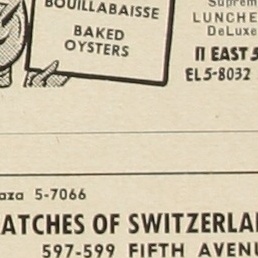 BOUILLABAISSE
BAKED
OYSTERS
Suprem
LUNCHE
DeLuxe
11 EAST 5
EL 5-8032
aza 5-7066
ATCHES OF SWITZERLA
597-599 FIFTH AVENU